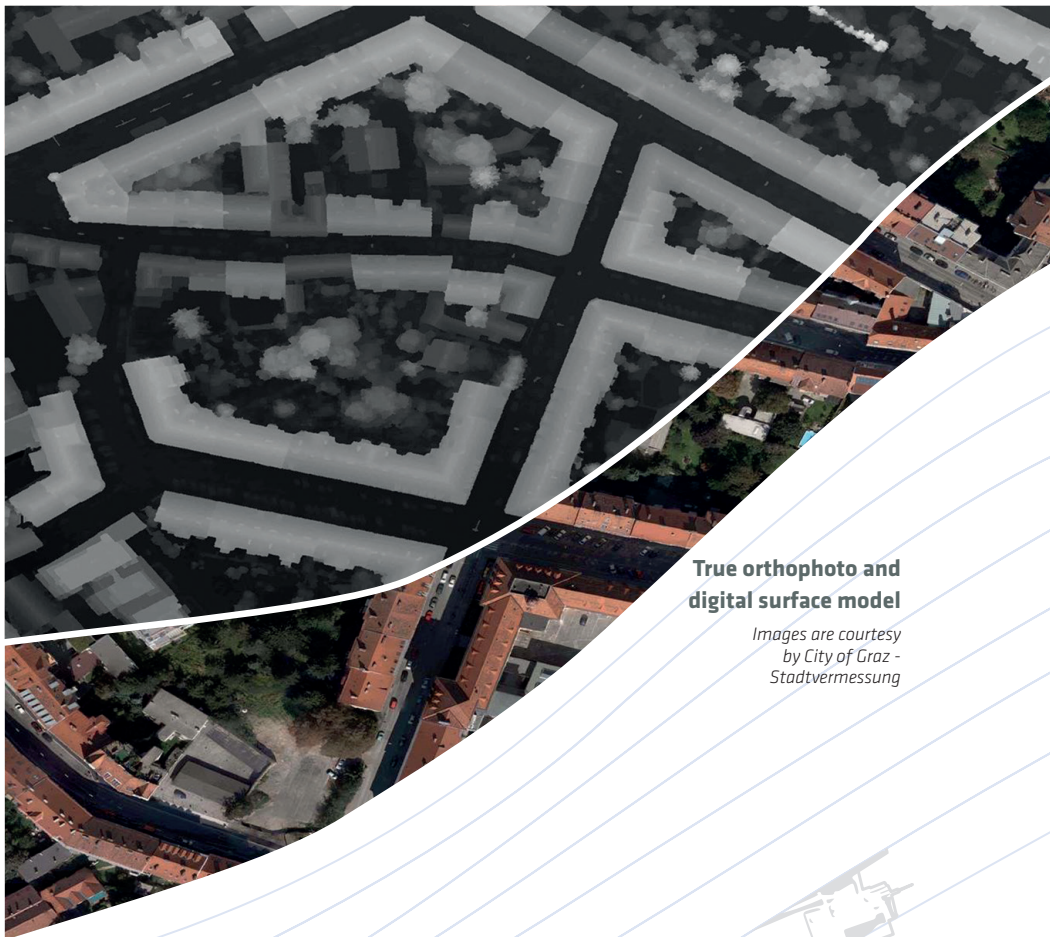 True orthophoto and
digital surface model
Images are courtesy
by City of Graz -
Stadtvermessung